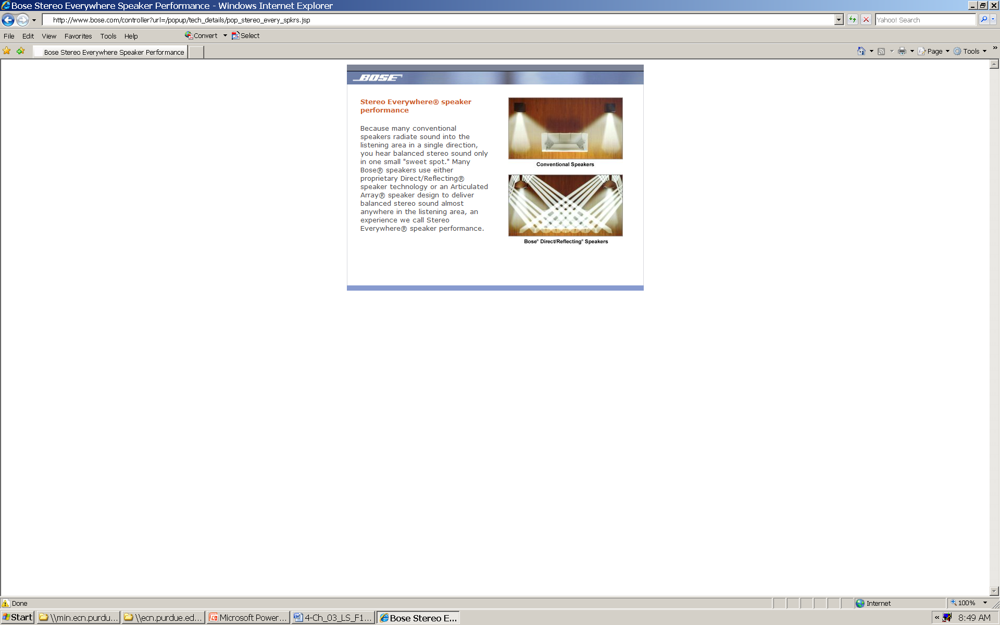 Bose Stereo Everywhere Speaker Performance - Windows Internet Explorer
http://www.bose.com/controller?url=/popup/tech_details/pop_stereo_every_spkrs.jsp
Yahoo! Search
File Edit View Favorites Tools Help Convert Select
Bose Stereo Everywhere Speaker Performance
Page Tools »
BOSE
Stereo Everywhere® speaker
performance
Because many conventional
speakers radiate sound into the
listening area in a single direction,
you hear balanced stereo sound only
in one small "sweet spot." Many
Bose® speakers use either
proprietary Direct/Reflecting®
speaker technology or an Articulated
Array® speaker design to deliver
balanced stereo sound almost
anywhere in the listening area, an
experience we call Stereo
Everywhere® speaker performance.
Conventional Speakers
Bose® Direct/Reflecting® Speakers
Done
Internet
100%
Start
\\min.ecn.purdu...
\\ecn.purdue.ed...
Microsoft Power...
4-Ch_03_LS_F1...
Bose Stereo E...
« 8:49 AM